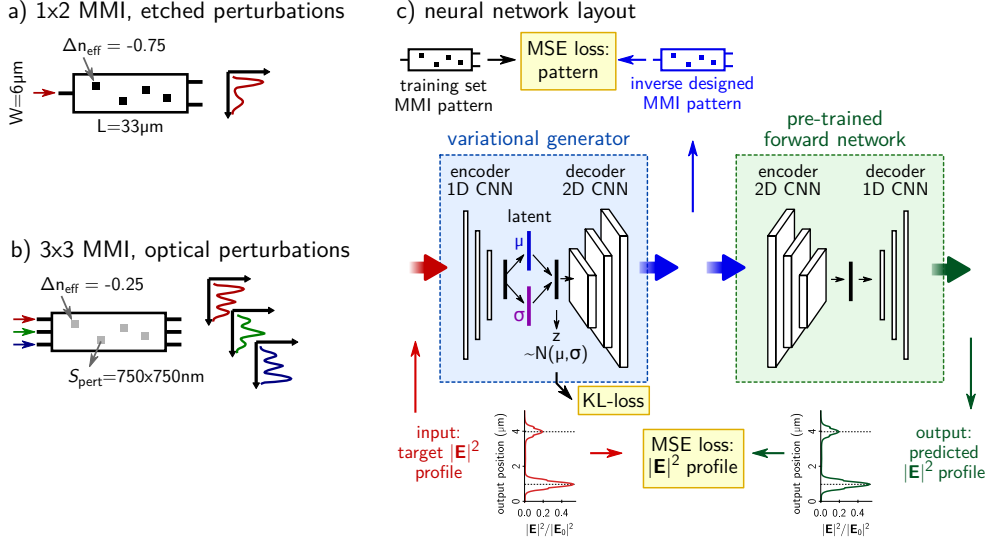 a) 1x2 MMI, etched perturbations
Δn_eff = -0.75
W=6μm
L=33μm
b) 3x3 MMI, optical perturbations
Δn_eff = -0.25
S_pert=750x750nm
c) neural network layout
training set
MMI pattern
MSE loss:
pattern
inverse designed
MMI pattern
variational generator
encoder
1D CNN
decoder
2D CNN
latent
μ
σ
z
~N(μ,σ)
KL-loss
pre-trained
forward network
encoder
2D CNN
decoder
1D CNN
input:
target |E|²
profile
output position (μm)
4
2
0
0.0 0.2 0.4
|E|²/|E₀|²
MSE loss:
|E|² profile
output position (μm)
4
2
0
0.0 0.2 0.4
|E|²/|E₀|²
output:
predicted
|E|² profile